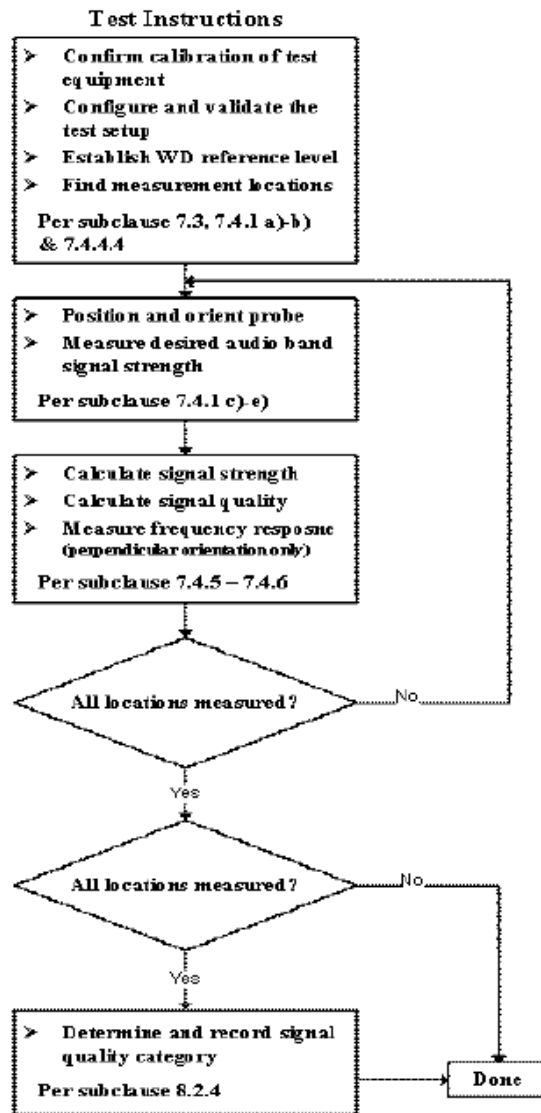 Test Instructions
➢ Confirm calibration of test
equipment
➢ Configure and validate the
test setup
➢ Establish WD reference level
➢ Find measurement locations
Per subclause 7.3, 7.4.1 a)-b)
& 7.4.4.4
➢ Position and orient probe
➢ Measure desired audio band
signal strength
Per subclause 7.4.1 c)-e)
➢ Calculate signal strength
➢ Calculate signal quality
➢ Measure frequency resposne
(perpendicular orientation only)
Per subclause 7.4.5 – 7.4.6
All locations measured?
No
Yes
All locations measured?
No
Yes
➢ Determine and record signal
quality category
Per subclause 8.2.4
Done